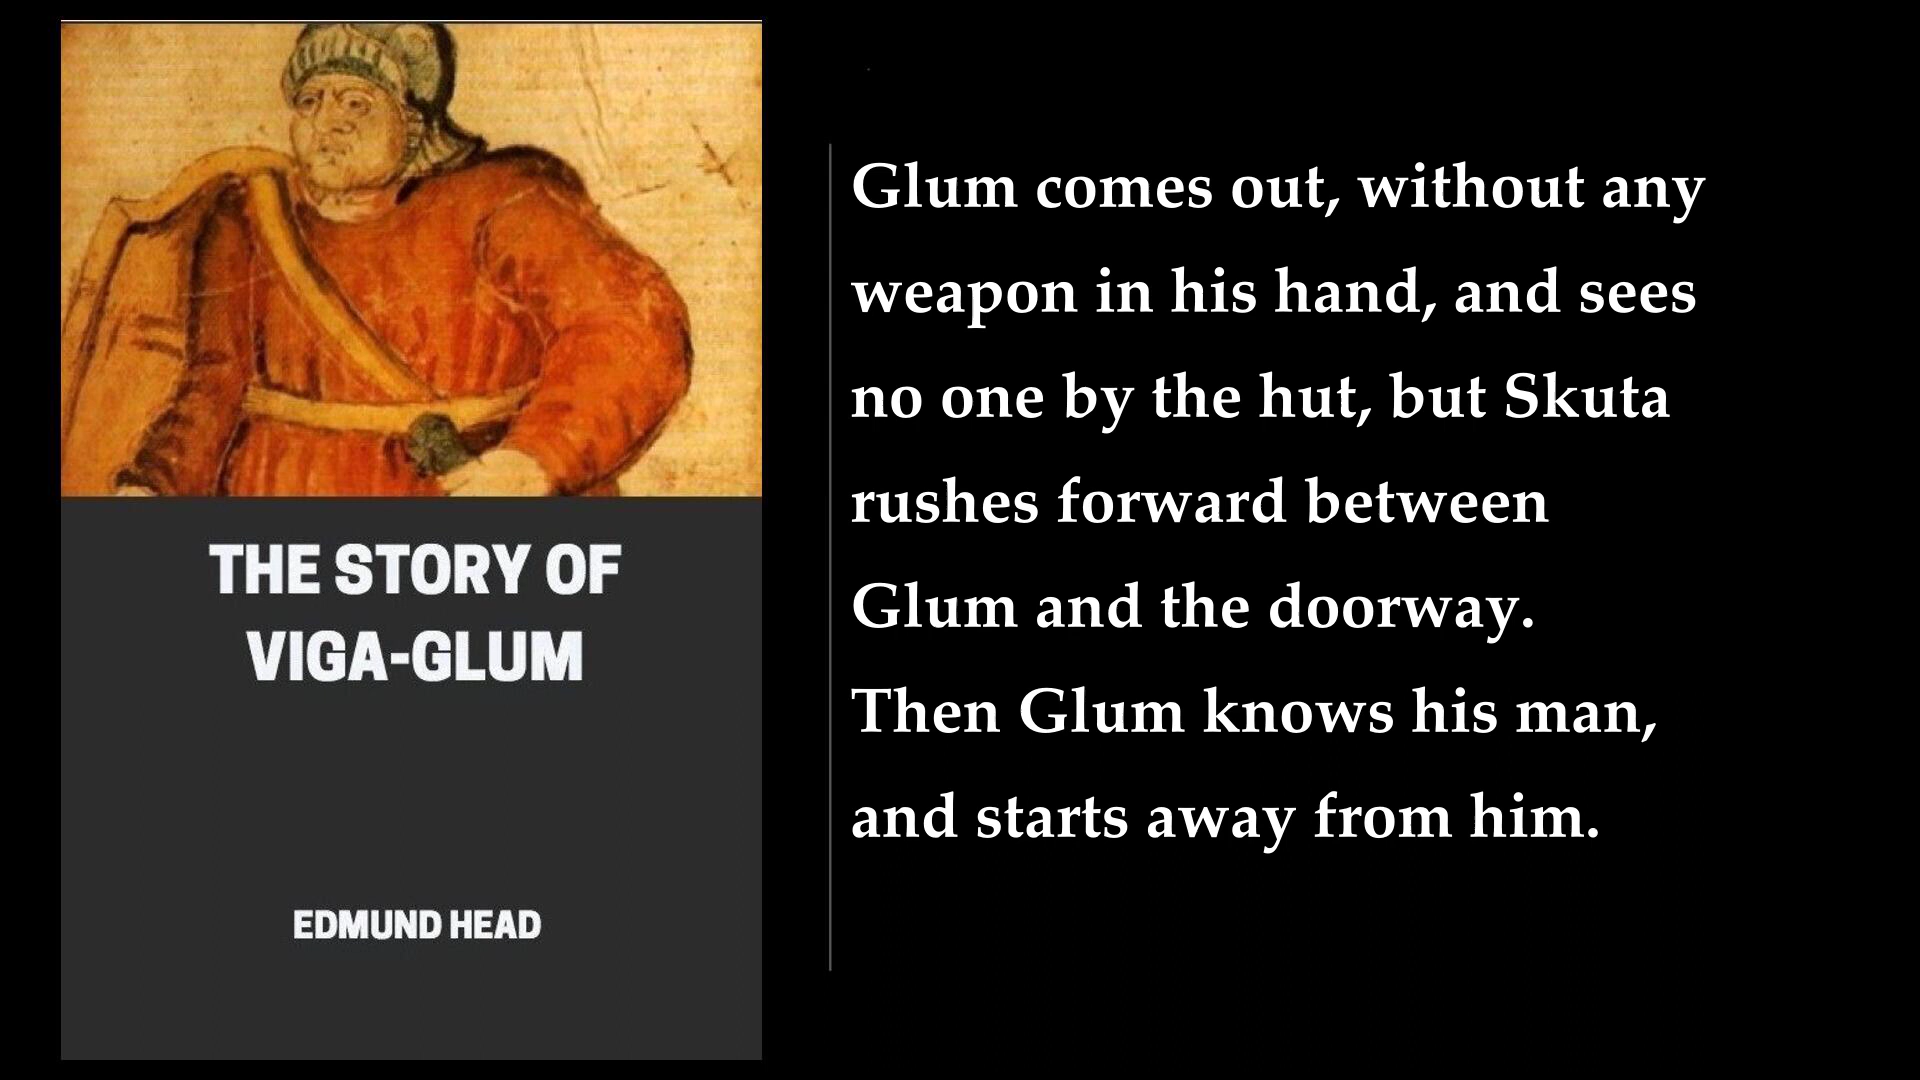 THE STORY OF
VIGA-GLUM
EDMUND HEAD
Glum comes out, without any
weapon in his hand, and sees
no one by the hut, but Skuta
rushes forward between
Glum and the doorway.
Then Glum knows his man,
and starts away from him.